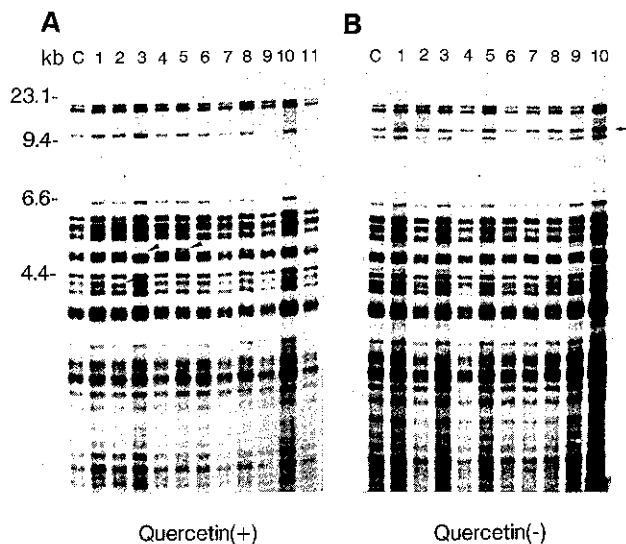 A
B
kb C 1 2 3 4 5 6 7 8 9 10 11
C 1 2 3 4 5 6 7 8 9 10
23.1-
9.4-
6.6-
4.4-
Quercetin(+)
Quercetin(-)